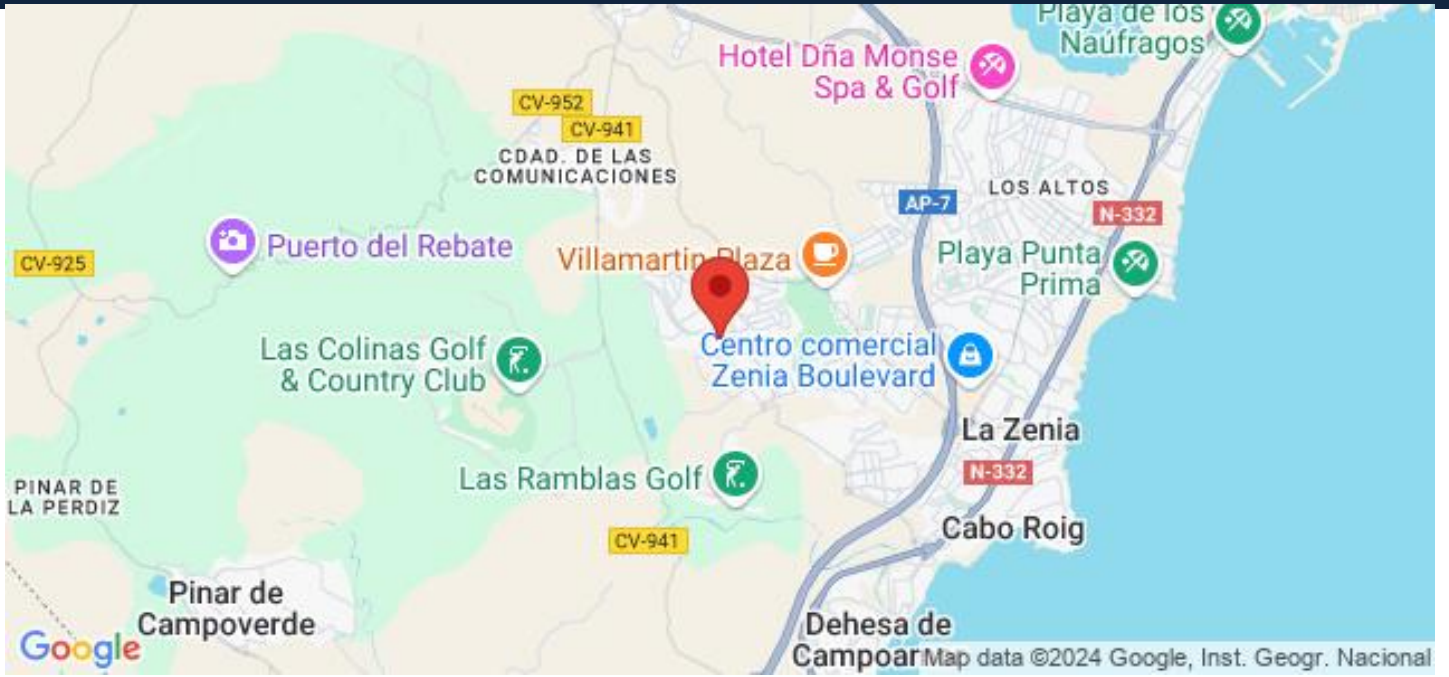 Playa de los
Naúfragos
Hotel Dña Monse
Spa & Golf
CV-952
CV-941
CDAD. DE LAS
COMUNICACIONES
LOS ALTOS
AP-7
N-332
Puerto del Rebate
Villamartin Plaza
Playa Punta
Prima
CV-925
Las Colinas Golf
& Country Club
Centro comercial
Zenia Boulevard
La Zenia
Las Ramblas Golf
N-332
PINAR DE
LA PERDIZ
CV-941
Cabo Roig
Pinar de
Campoverde
Dehesa de
Google
Map data ©2024 Google, Inst. Geogr. Nacional